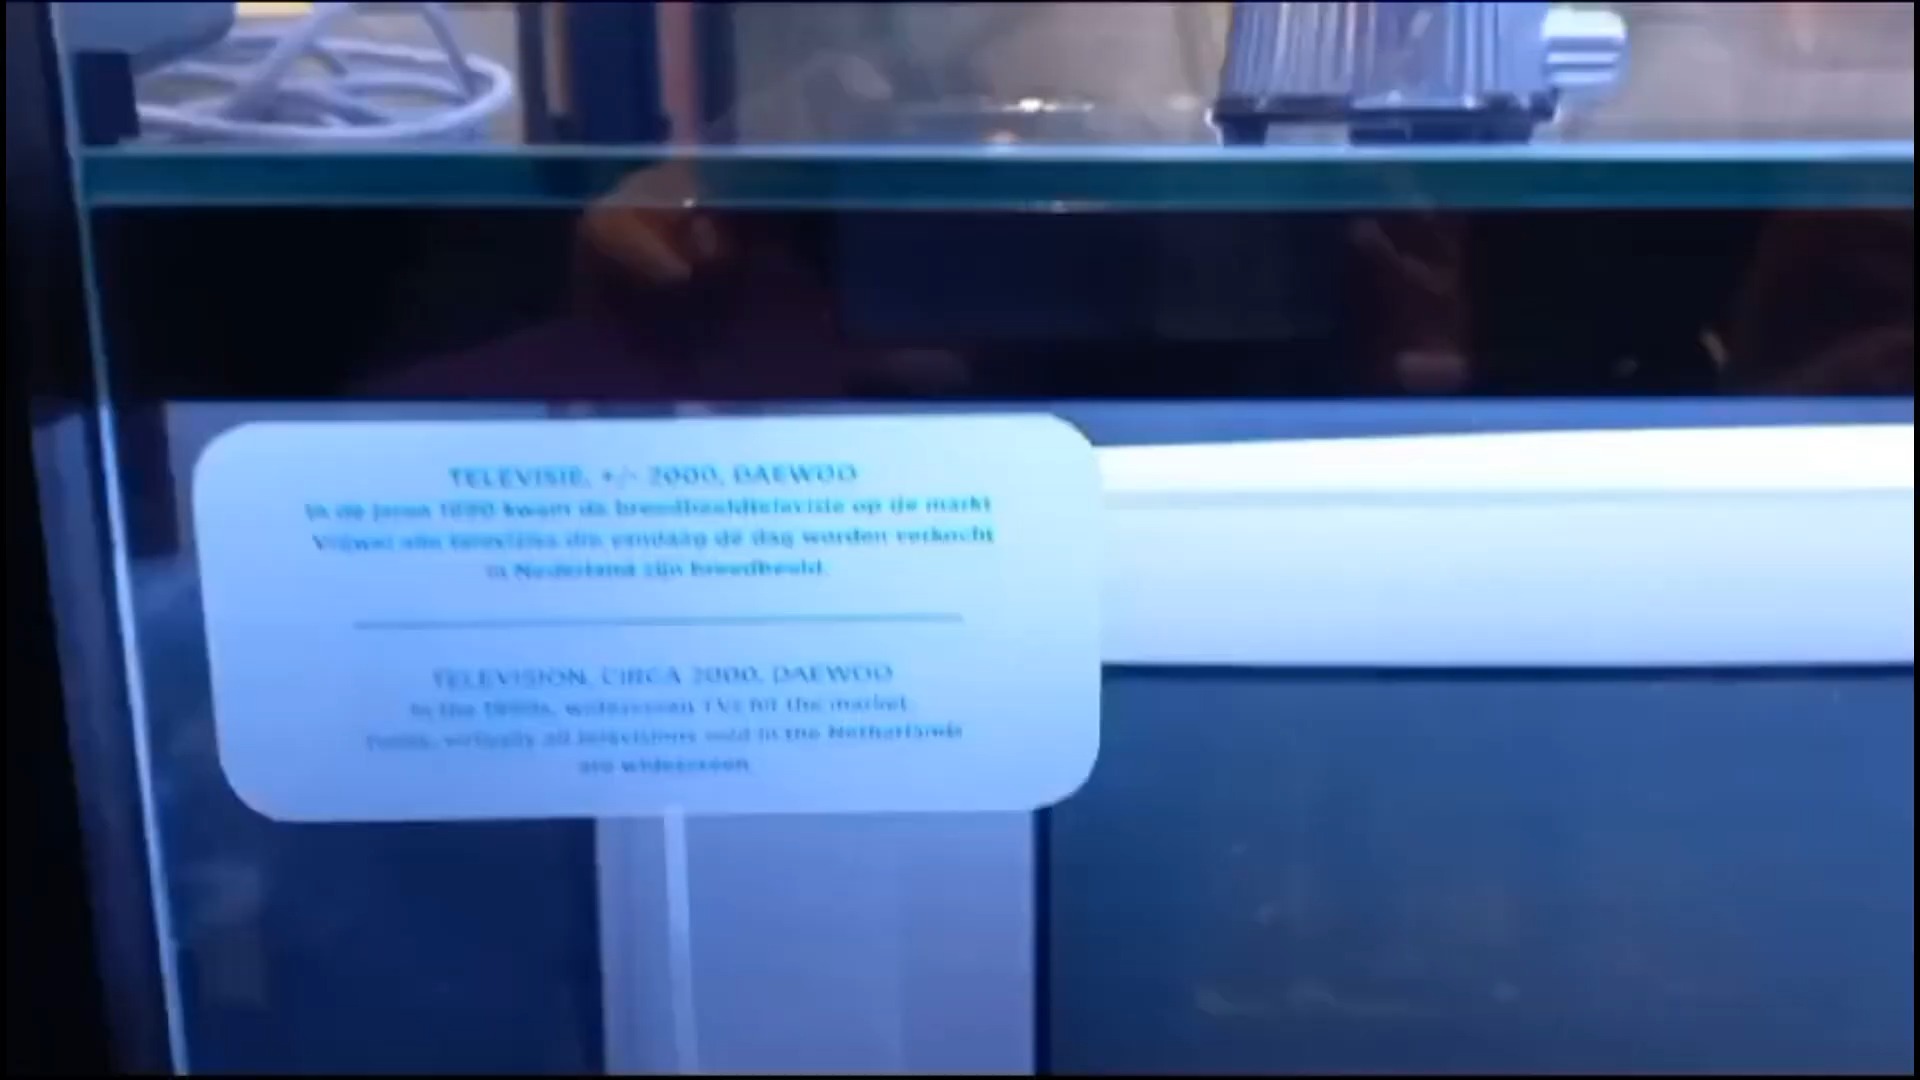 TELEVISIE, +/- 2000, DAEWOO
In de jaren 1990 kwam de breedbeeldtelevisie op de markt
Vrijwel alle televisies die vandaag de dag worden verkocht
in Nederland zijn breedbeeld.
TELEVISION, CIRCA 2000, DAEWOO
In the 1990s, widescreen TVs hit the market.
Today, virtually all televisions sold in the Netherlands
are widescreen